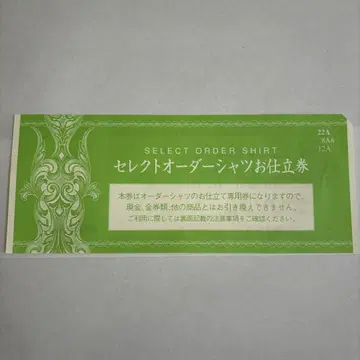 SELECT ORDER SHIRT
セレクトオーダーシャツお仕立券
22A
8A8
12A
本券はオーダーシャツのお仕立て専用券になりますので、
現金、金券類、他の商品とはお引き換えできません。
ご利用に際しては裏面記載の注意事項をご確認ください。